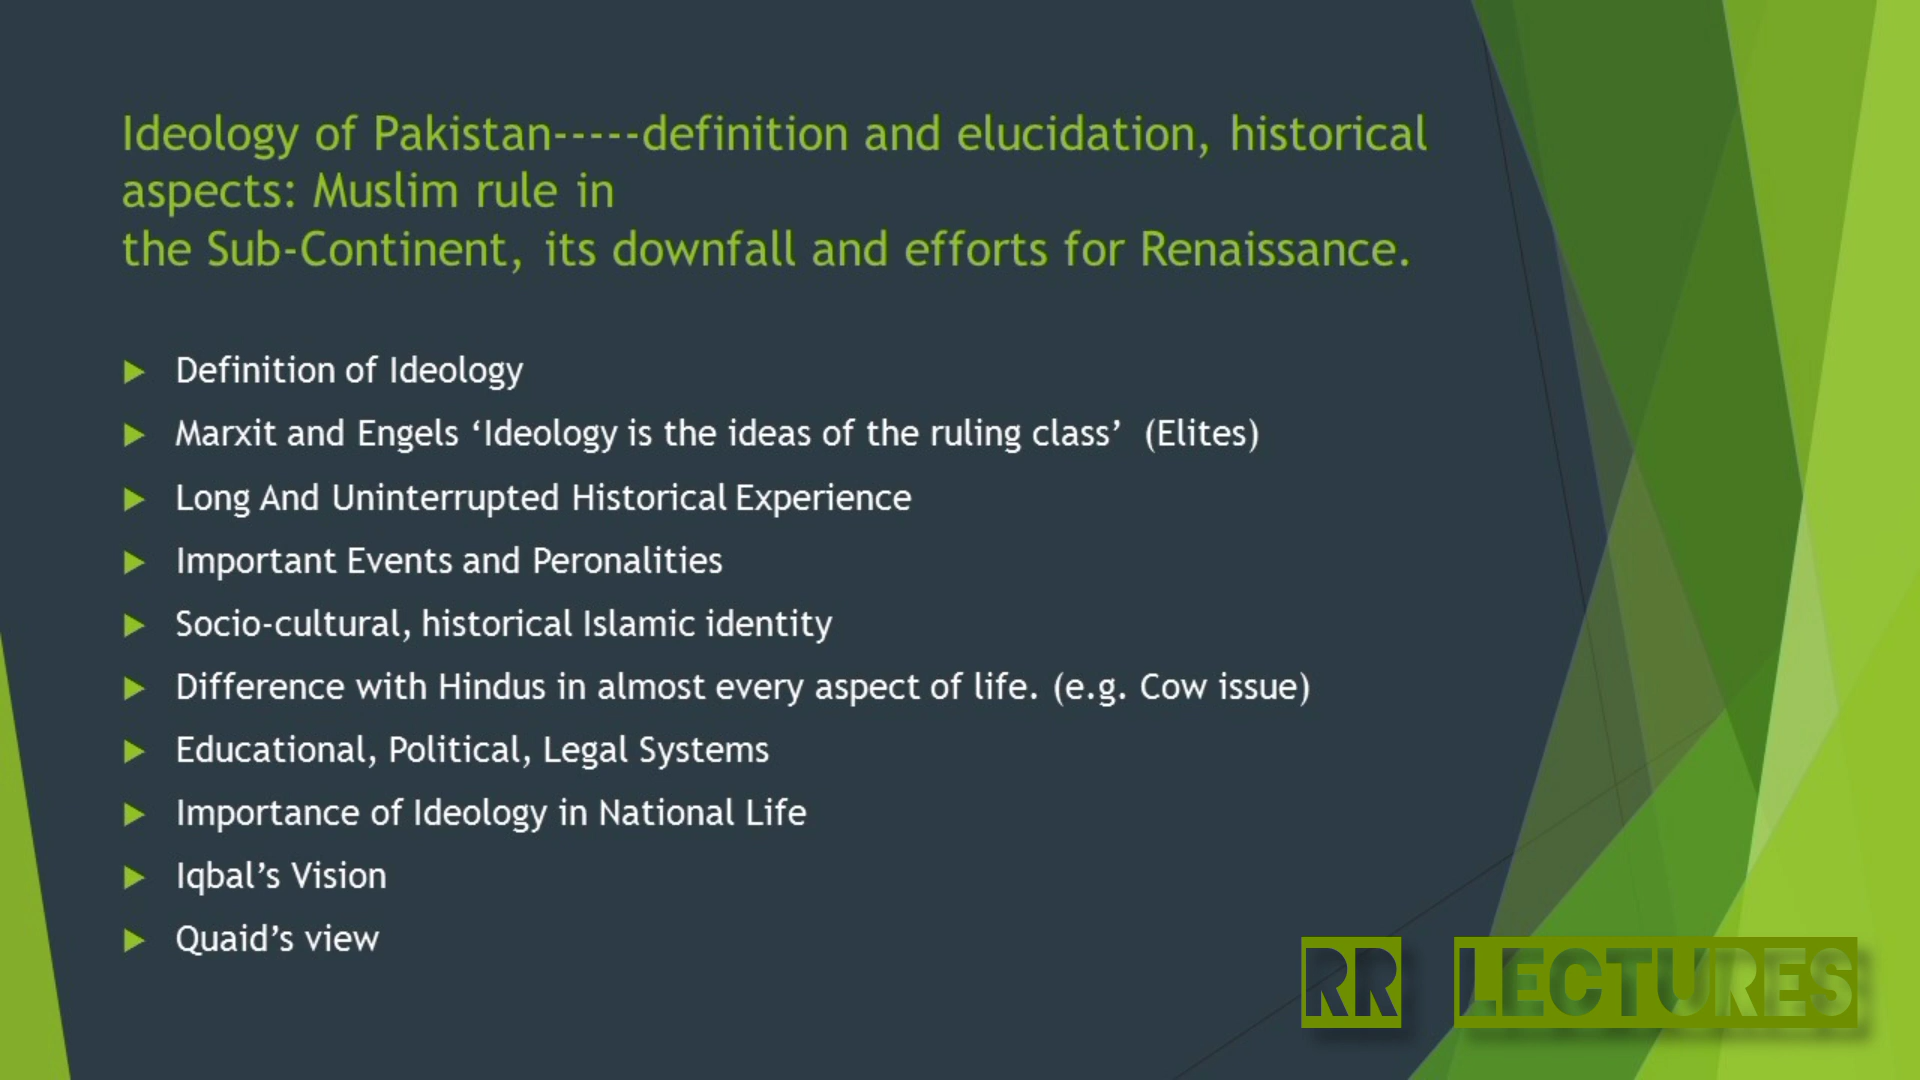 Ideology of Pakistan-----definition and elucidation, historical
aspects: Muslim rule in
the Sub-Continent, its downfall and efforts for Renaissance.
Definition of Ideology
Marxit and Engels ‘Ideology is the ideas of the ruling class’ (Elites)
Long And Uninterrupted Historical Experience
Important Events and Peronalities
Socio-cultural, historical Islamic identity
Difference with Hindus in almost every aspect of life. (e.g. Cow issue)
Educational, Political, Legal Systems
Importance of Ideology in National Life
Iqbal’s Vision
Quaid’s view
RR LECTURES